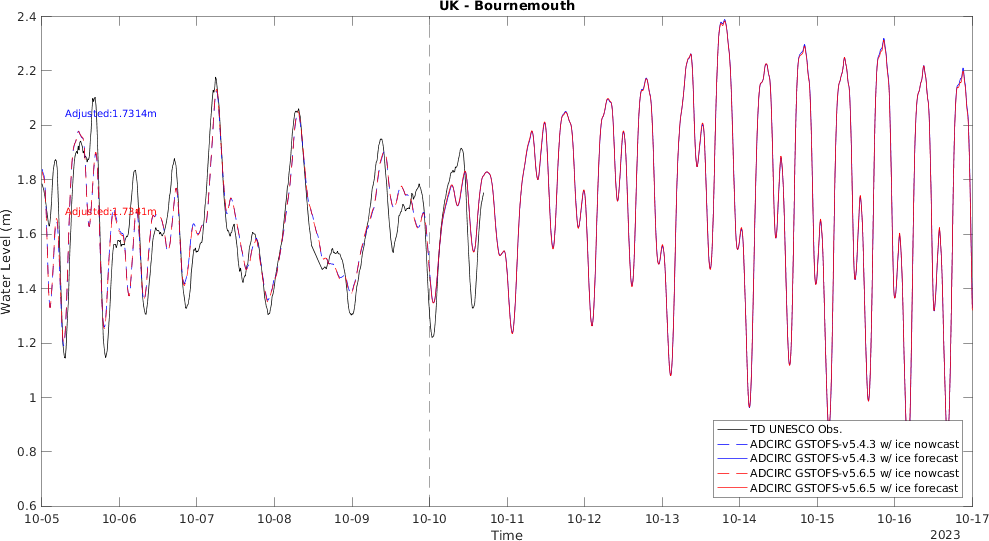 UK - Bournemouth
2.4
2.2
2
1.8
1.6
1.4
1.2
1
0.8
0.6
Water Level (m)
Adjusted:1.7314m
Adjusted:1.7341m
TD UNESCO Obs.
ADCIRC GSTOFS-v5.4.3 w/ ice nowcast
ADCIRC GSTOFS-v5.4.3 w/ ice forecast
ADCIRC GSTOFS-v5.6.5 w/ ice nowcast
ADCIRC GSTOFS-v5.6.5 w/ ice forecast
10-05 10-06 10-07 10-08 10-09 10-10 10-11 10-12 10-13 10-14 10-15 10-16 10-17
Time
2023